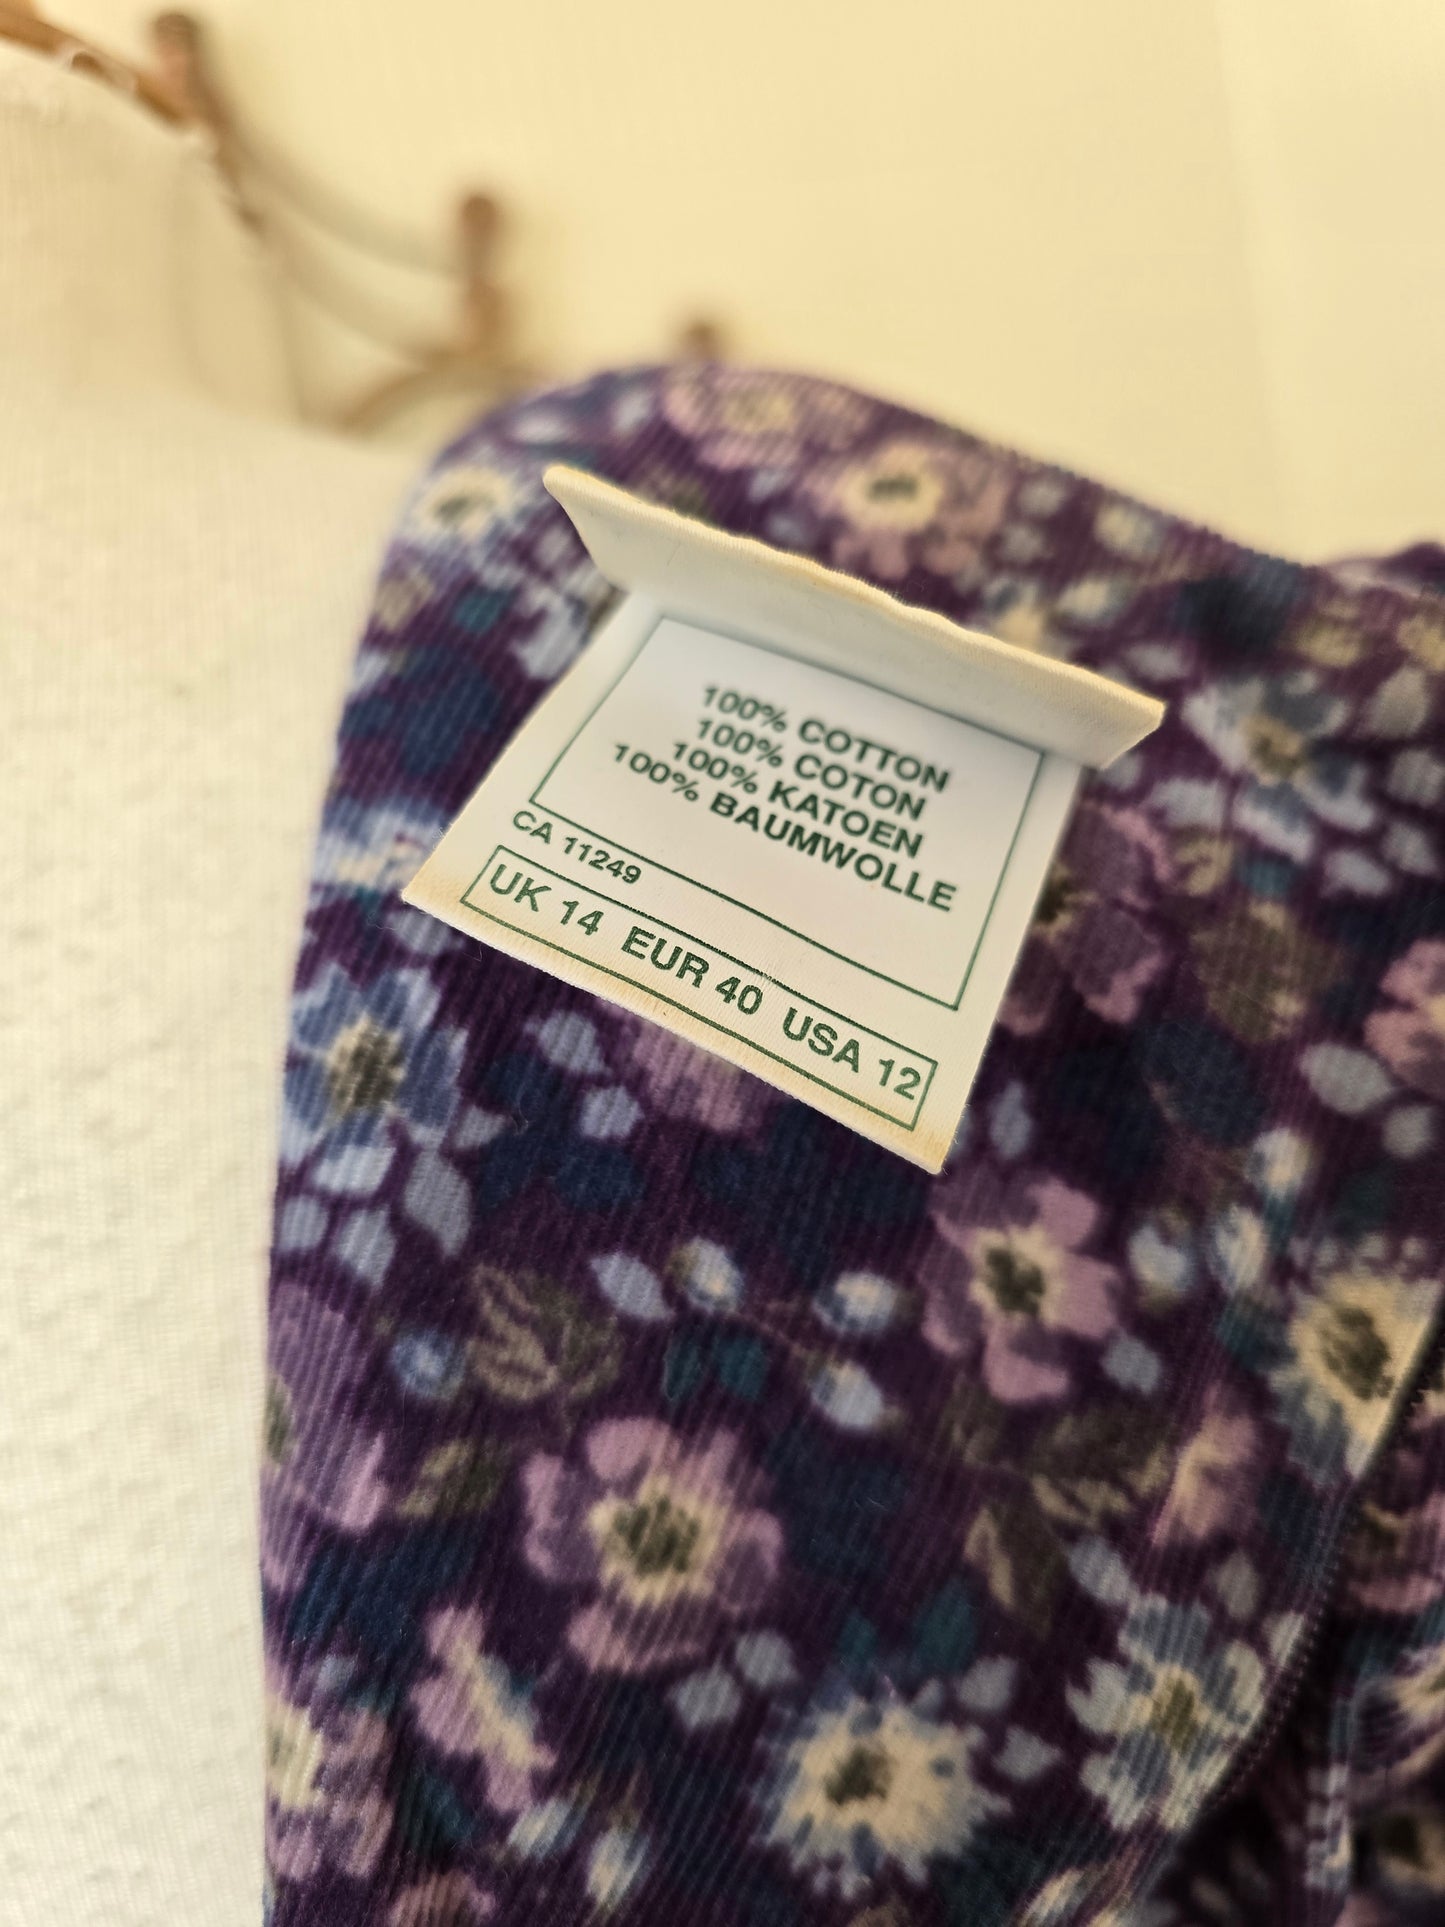 100% COTTON
100% COTON
100% KATOEN
100% BAUMWOLLE
CA 11249
UK 14 EUR 40 USA 12